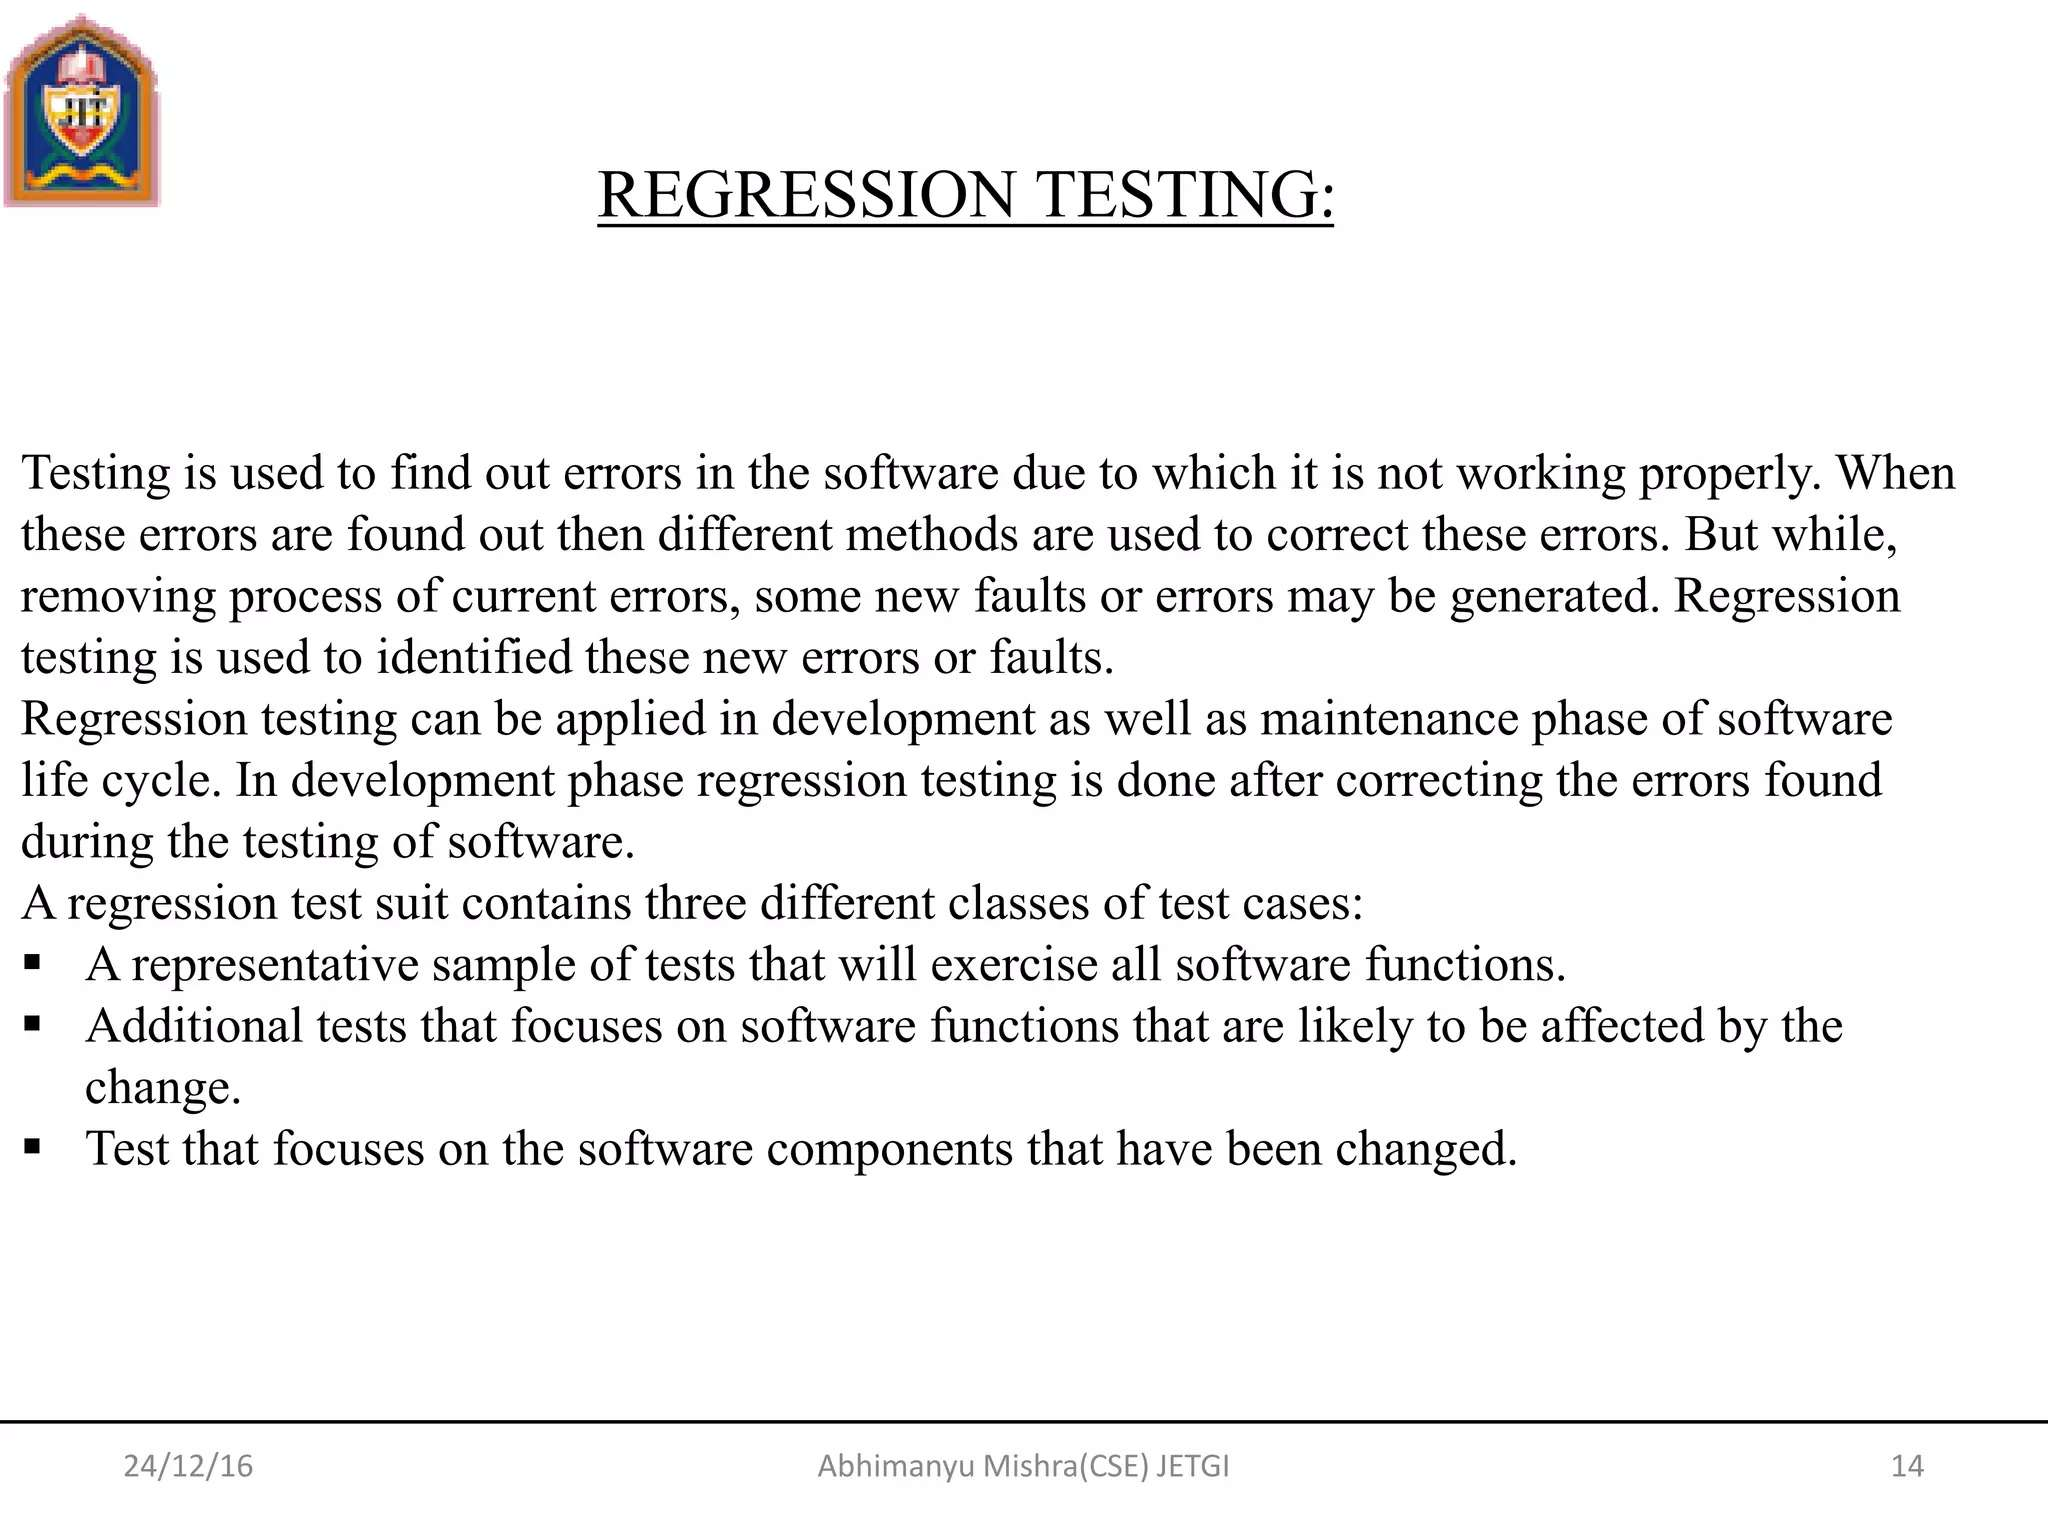 JIT
REGRESSION TESTING:
Testing is used to find out errors in the software due to which it is not working properly. When
these errors are found out then different methods are used to correct these errors. But while,
removing process of current errors, some new faults or errors may be generated. Regression
testing is used to identified these new errors or faults.
Regression testing can be applied in development as well as maintenance phase of software
life cycle. In development phase regression testing is done after correcting the errors found
during the testing of software.
A regression test suit contains three different classes of test cases:
▪ A representative sample of tests that will exercise all software functions.
▪ Additional tests that focuses on software functions that are likely to be affected by the
change.
▪ Test that focuses on the software components that have been changed.
24/12/16 Abhimanyu Mishra(CSE) JETGI 14